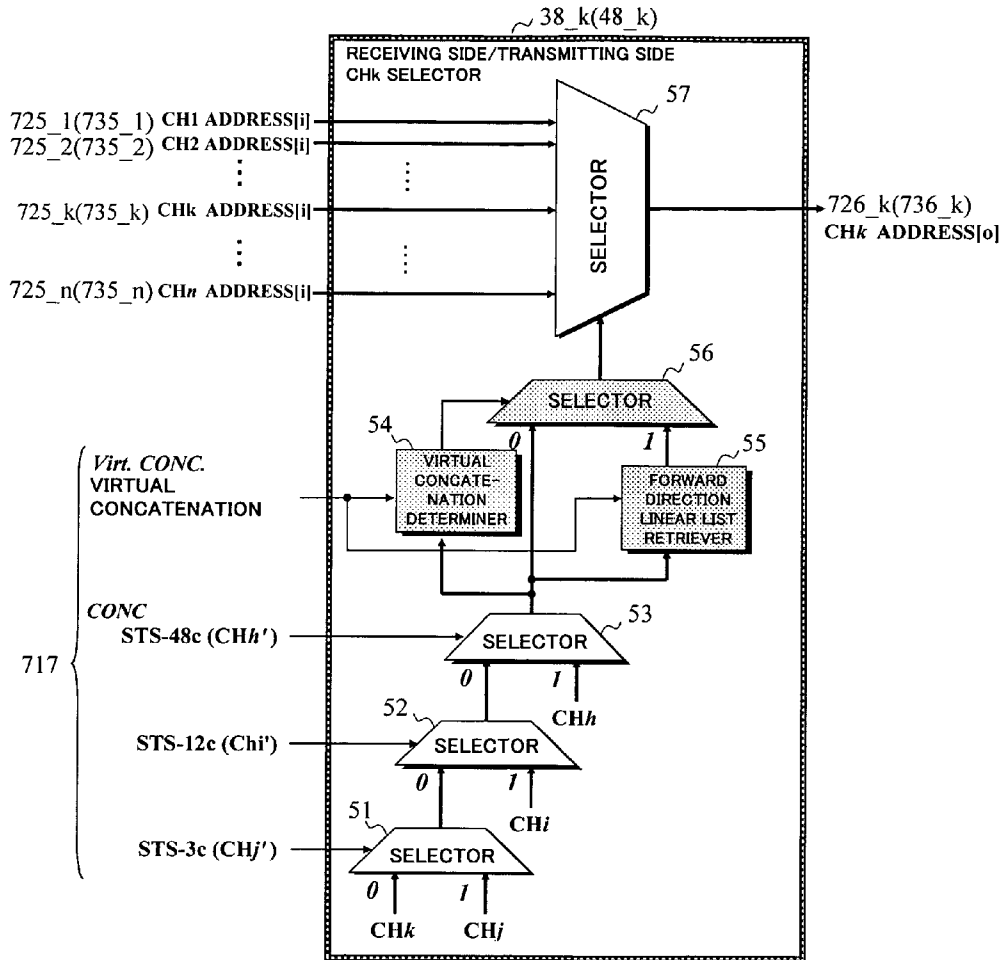 38_k(48_k)
RECEIVING SIDE/TRANSMITTING SIDE
CHk SELECTOR
57
725_1(735_1) CH1 ADDRESS[i]
725_2(735_2) CH2 ADDRESS[i]
725_k(735_k) CHk ADDRESS[i]
725_n(735_n) CHn ADDRESS[i]
SELECTOR
726_k(736_k)
CHk ADDRESS[o]
56
SELECTOR
0 1
54
VIRTUAL
CONCATE-
NATION
DETERMINER
55
FORWARD
DIRECTION
LINEAR LIST
RETRIEVER
Virt. CONC.
VIRTUAL
CONCATENATION
717
CONC
STS-48c (CHh')
53
SELECTOR
0 1
CHh
52
STS-12c (Chi')
SELECTOR
0 1
CHi
51
STS-3c (CHj')
SELECTOR
0 1
CHk CHj